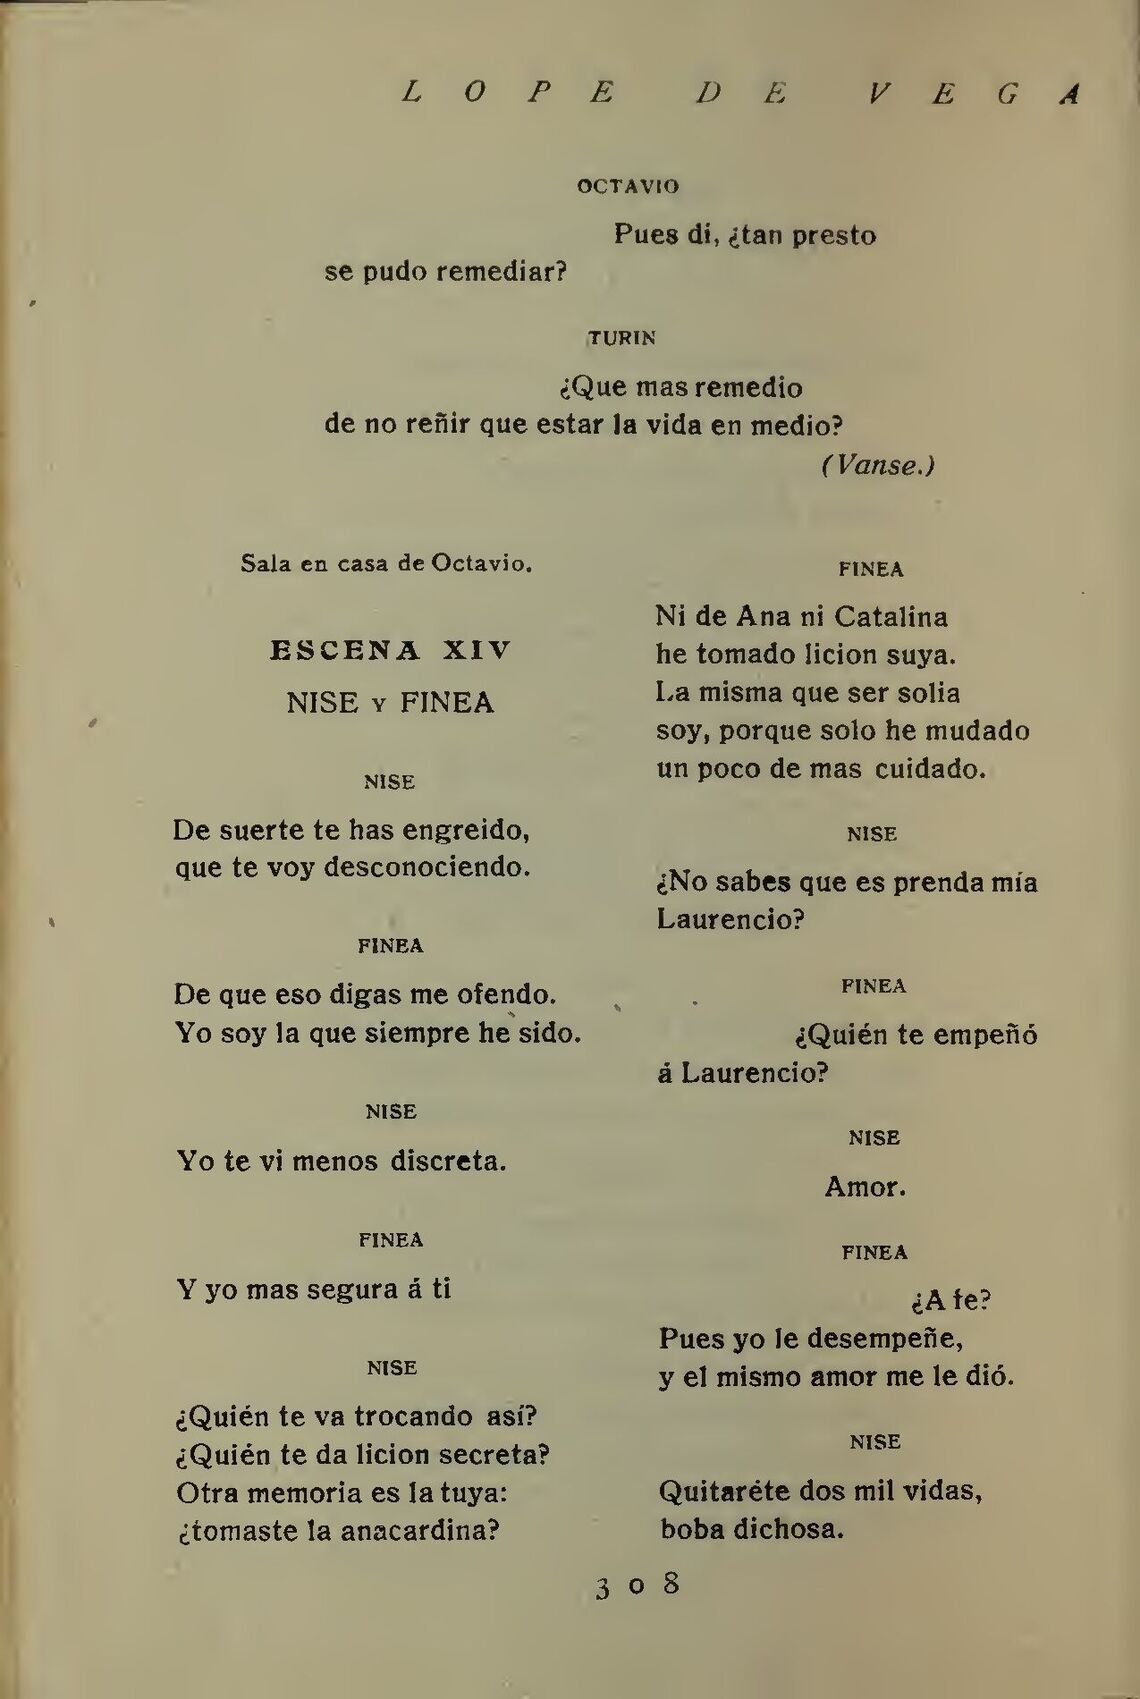 LOPE DE VEGA
OCTAVIO
Pues di, ¿tan presto
se pudo remediar?
TURIN
¿Que mas remedio
de no reñir que estar la vida en medio?
(Vanse.)
Sala en casa de Octavio.
ESCENA XIV
NISE Y FINEA
NISE
De suerte te has engreido,
que te voy desconociendo.
FINEA
De que eso digas me ofendo.
Yo soy la que siempre he sido.
NISE
Yo te vi menos discreta.
FINEA
Y yo mas segura á ti
NISE
¿Quién te va trocando así?
¿Quién te da licion secreta?
Otra memoria es la tuya:
¿tomaste la anacardina?
FINEA
Ni de Ana ni Catalina
he tomado licion suya.
La misma que ser solia
soy, porque solo he mudado
un poco de mas cuidado.
NISE
¿No sabes que es prenda mía
Laurencio?
FINEA
¿Quién te empeñó
á Laurencio?
NISE
Amor.
FINEA
¿A fe?
Pues yo le desempeñe,
y el mismo amor me le dió.
NISE
Quitaréte dos mil vidas,
boba dichosa.
308